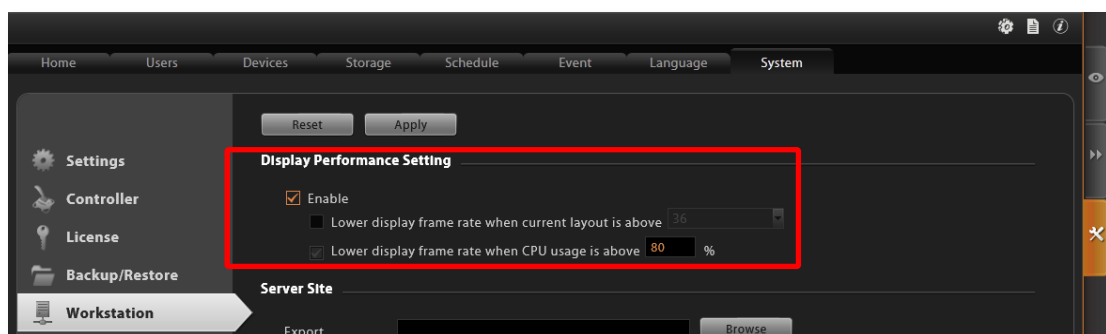 Home Users Devices Storage Schedule Event Language System
Reset Apply
Settings
Display Performance Setting
Enable
Controller
Lower display frame rate when current layout is above 36
License
Lower display frame rate when CPU usage is above 80 %
Backup/Restore
Server Site
Workstation
Export Browse